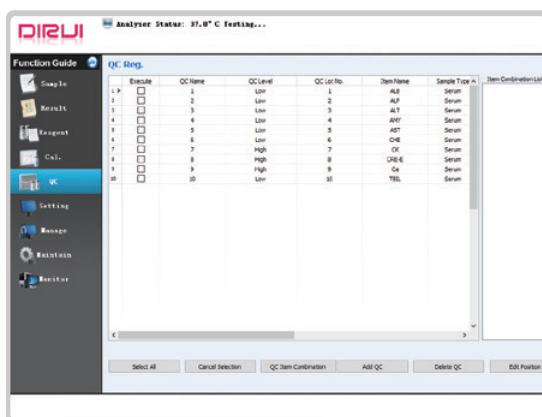 DIRUI
Analyzer Status: 37.0° C Testing...
Function Guide
Sample
Result
Reagent
Cal.
QC
Setting
Manage
Maintain
Monitor
QC Reg.
Execute QC Name QC Level QC Lot No. Item Name Sample Type
1 1 Low 1 ALB Serum
2 2 Low 2 ALP Serum
3 3 Low 3 ALT Serum
4 4 Low 4 AMY Serum
5 5 Low 5 AST Serum
6 6 Low 6 CHE Serum
7 7 High 7 CK Serum
8 8 High 8 CRE-E Serum
9 9 High 9 Ca Serum
10 10 Low 10 TBIL Serum
Item Combination List
Select All Cancel Selection QC Item Combination Add QC Delete QC Edit Position